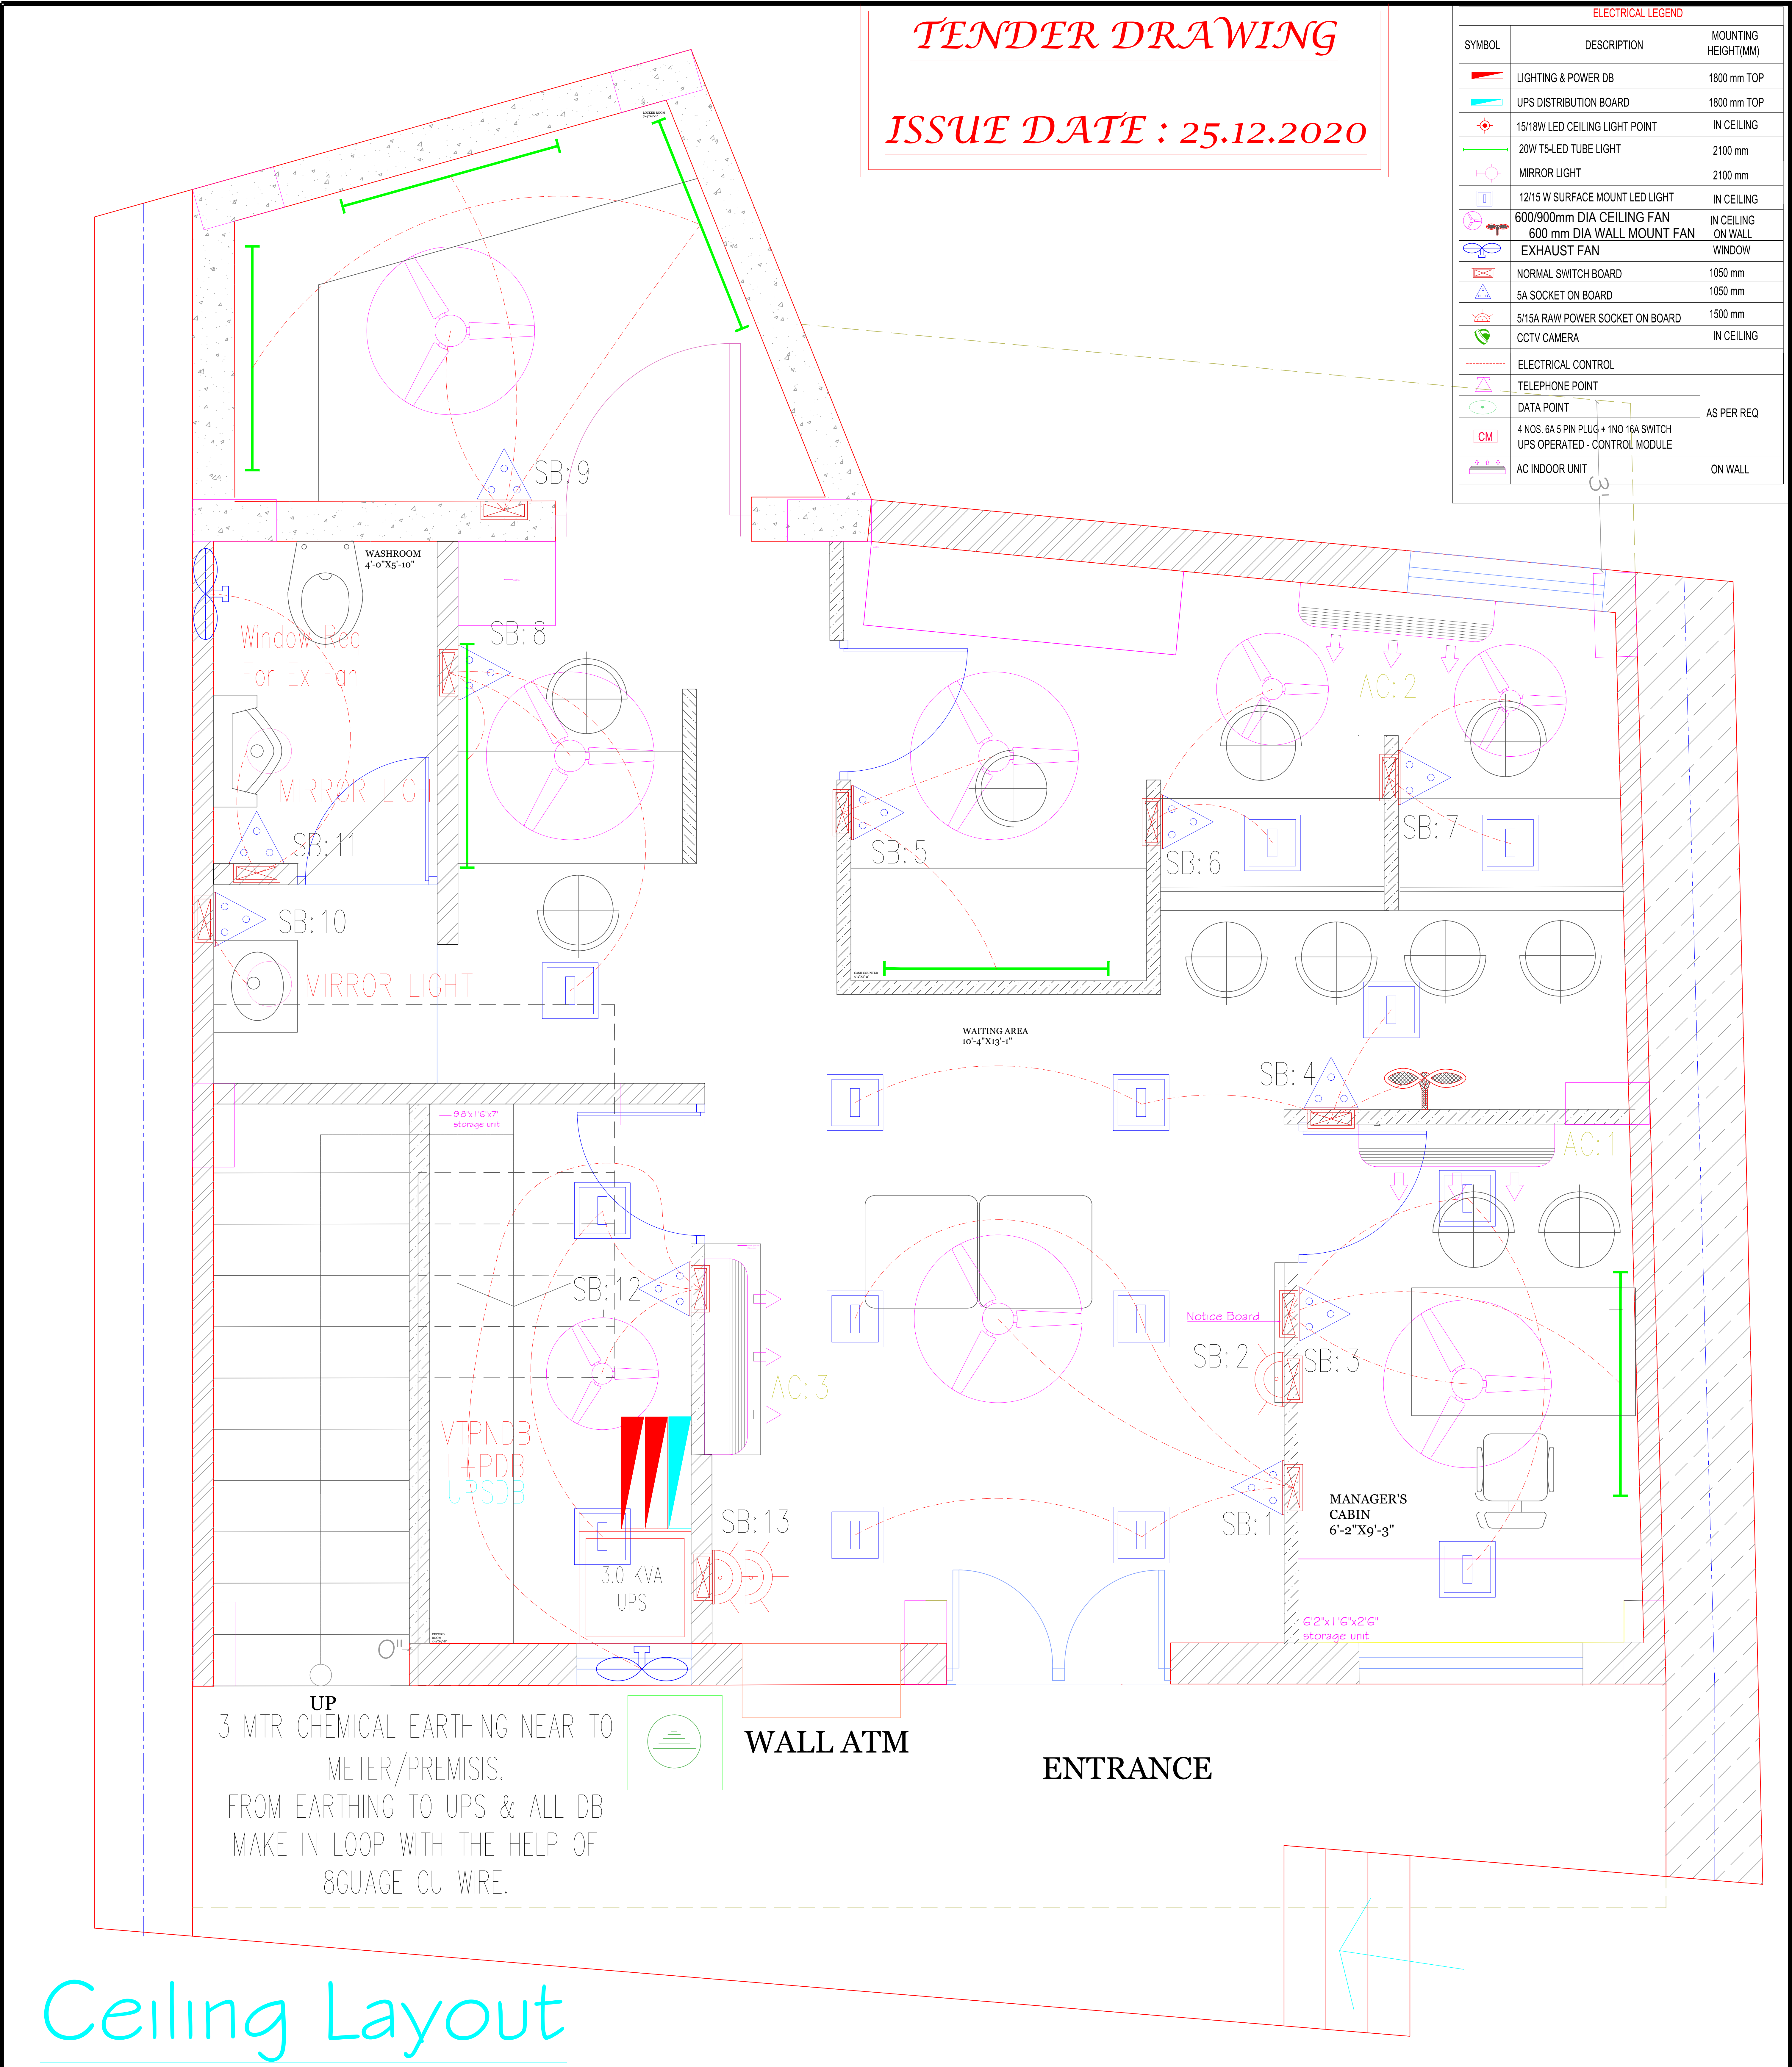 TENDER DRAWING
ISSUE DATE : 25.12.2020
ELECTRICAL LEGEND
SYMBOL DESCRIPTION MOUNTING HEIGHT(MM)
LIGHTING & POWER DB 1800 mm TOP
UPS DISTRIBUTION BOARD 1800 mm TOP
15/18W LED CEILING LIGHT POINT IN CEILING
20W T5-LED TUBE LIGHT 2100 mm
MIRROR LIGHT 2100 mm
12/15 W SURFACE MOUNT LED LIGHT IN CEILING
600/900mm DIA CEILING FAN IN CEILING
600 mm DIA WALL MOUNT FAN ON WALL
EXHAUST FAN WINDOW
NORMAL SWITCH BOARD 1050 mm
5A SOCKET ON BOARD 1050 mm
5/15A RAW POWER SOCKET ON BOARD 1500 mm
CCTV CAMERA IN CEILING
ELECTRICAL CONTROL
TELEPHONE POINT
DATA POINT AS PER REQ
CM 4 NOS. 6A 5 PIN PLUG + 1NO 16A SWITCH
UPS OPERATED - CONTROL MODULE
AC INDOOR UNIT ON WALL
3'
SB:9
WASHROOM
4'-0"X5'-10"
Window Req
For Ex Fan
SB:8
AC:2
MIRROR LIGHT
SB:11
SB:5
SB:6
SB:7
SB:10
MIRROR LIGHT
CASH COUNTER
WAITING AREA
10'-4"X13'-1"
SB:4
9'8"x1'6"x7'
storage unit
AC:1
SB:12
Notice Board
SB:2
SB:3
AC:3
VTPNDB
L+PDB
UPSDB
SB:13
SB:1
MANAGER'S
CABIN
6'-2"X9'-3"
3.0 KVA
UPS
6'2"x1'6"x2'6"
storage unit
0"
UP
3 MTR CHEMICAL EARTHING NEAR TO
METER/PREMISIS.
FROM EARTHING TO UPS & ALL DB
MAKE IN LOOP WITH THE HELP OF
8GUAGE CU WIRE.
WALL ATM
ENTRANCE
Ceiling Layout